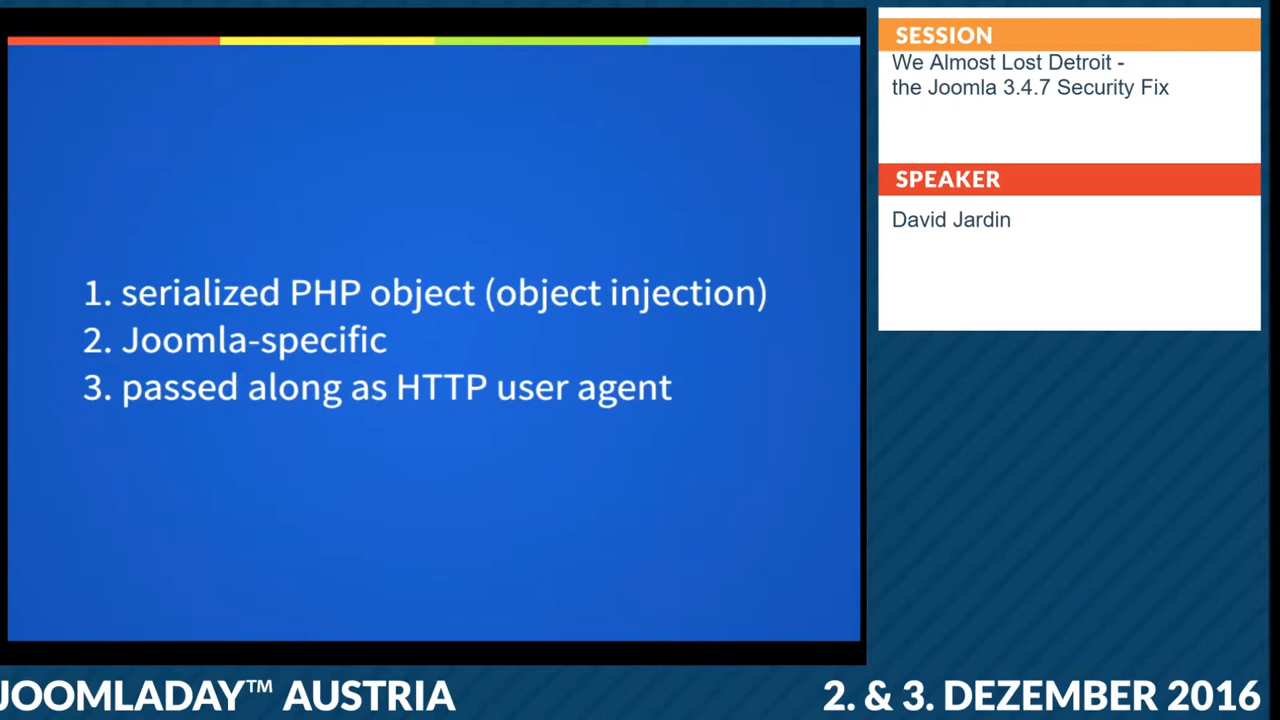 1. serialized PHP object (object injection)
2. Joomla-specific
3. passed along as HTTP user agent
SESSION
We Almost Lost Detroit -
the Joomla 3.4.7 Security Fix
SPEAKER
David Jardin
JOOMLADAY™ AUSTRIA
2. & 3. DEZEMBER 2016